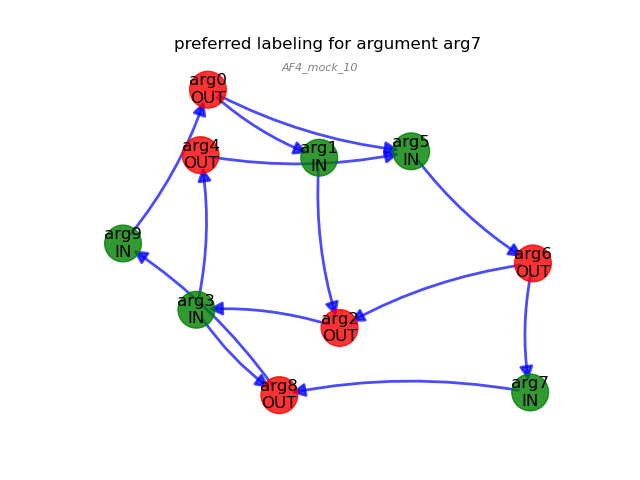 preferred labeling for argument arg7
AF4_mock_10
arg0
OUT
arg4
OUT
arg1
IN
arg5
IN
arg9
IN
arg6
OUT
arg3
IN
arg2
OUT
arg8
OUT
arg7
IN